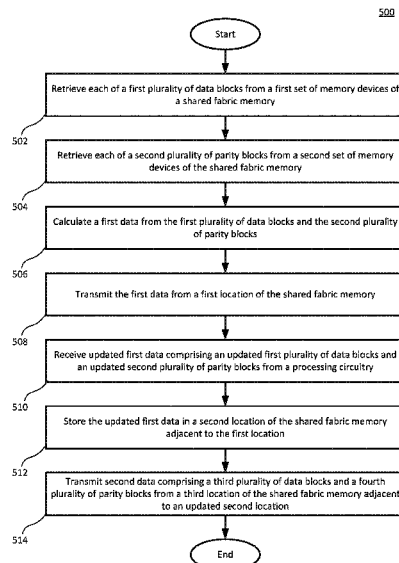 500
Start
Retrieve each of a first plurality of data blocks from a first set of memory devices of
a shared fabric memory
502
Retrieve each of a second plurality of parity blocks from a second set of memory
devices of the shared fabric memory
504
Calculate a first data from the first plurality of data blocks and the second plurality
of parity blocks
506
Transmit the first data from a first location of the shared fabric memory
508
Receive updated first data comprising an updated first plurality of data blocks and
an updated second plurality of parity blocks from a processing circuitry
510
Store the updated first data in a second location of the shared fabric memory
adjacent to the first location
512
Transmit second data comprising a third plurality of data blocks and a fourth
plurality of parity blocks from a third location of the shared fabric memory adjacent
to an updated second location
514
End